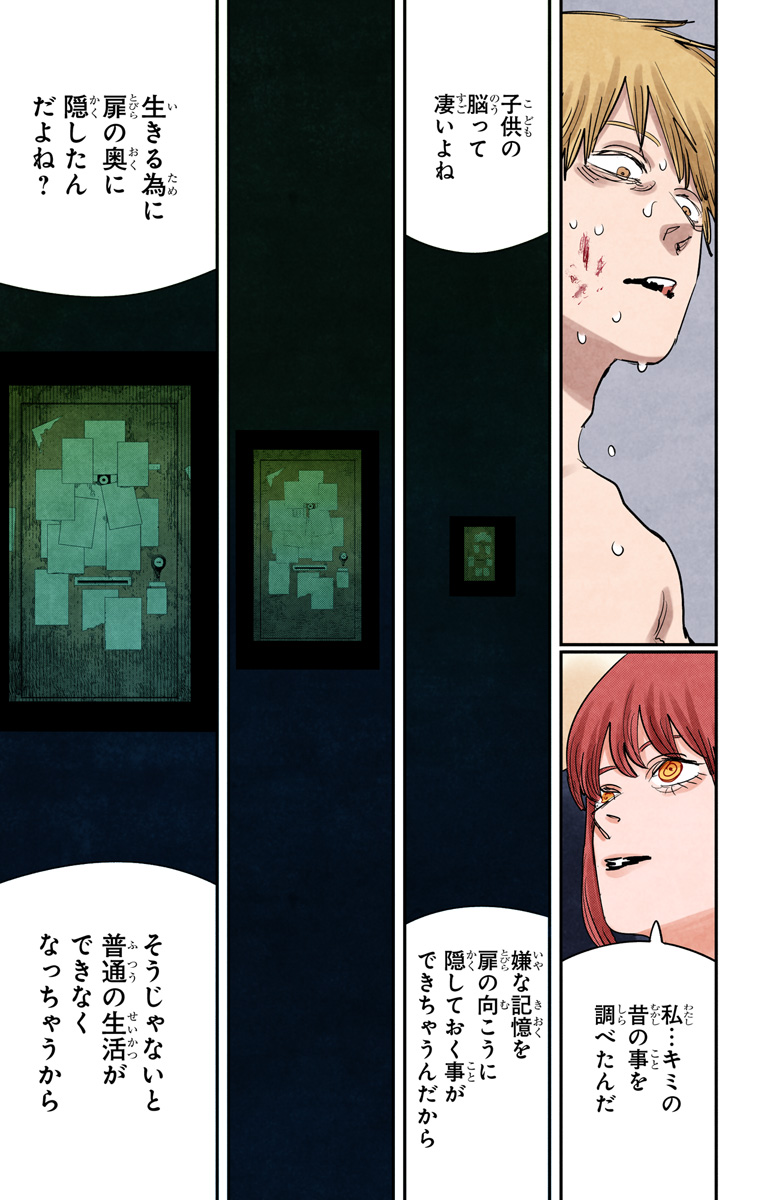 私…キミの
昔の事を
調べたんだ
子供の
脳って
凄いよね
嫌な記憶を
扉の向こうに
隠しておく事が
できちゃうんだから
生きる為に
扉の奥に
隠したん
だよね？
そうじゃないと
普通の生活が
できなく
なっちゃうから